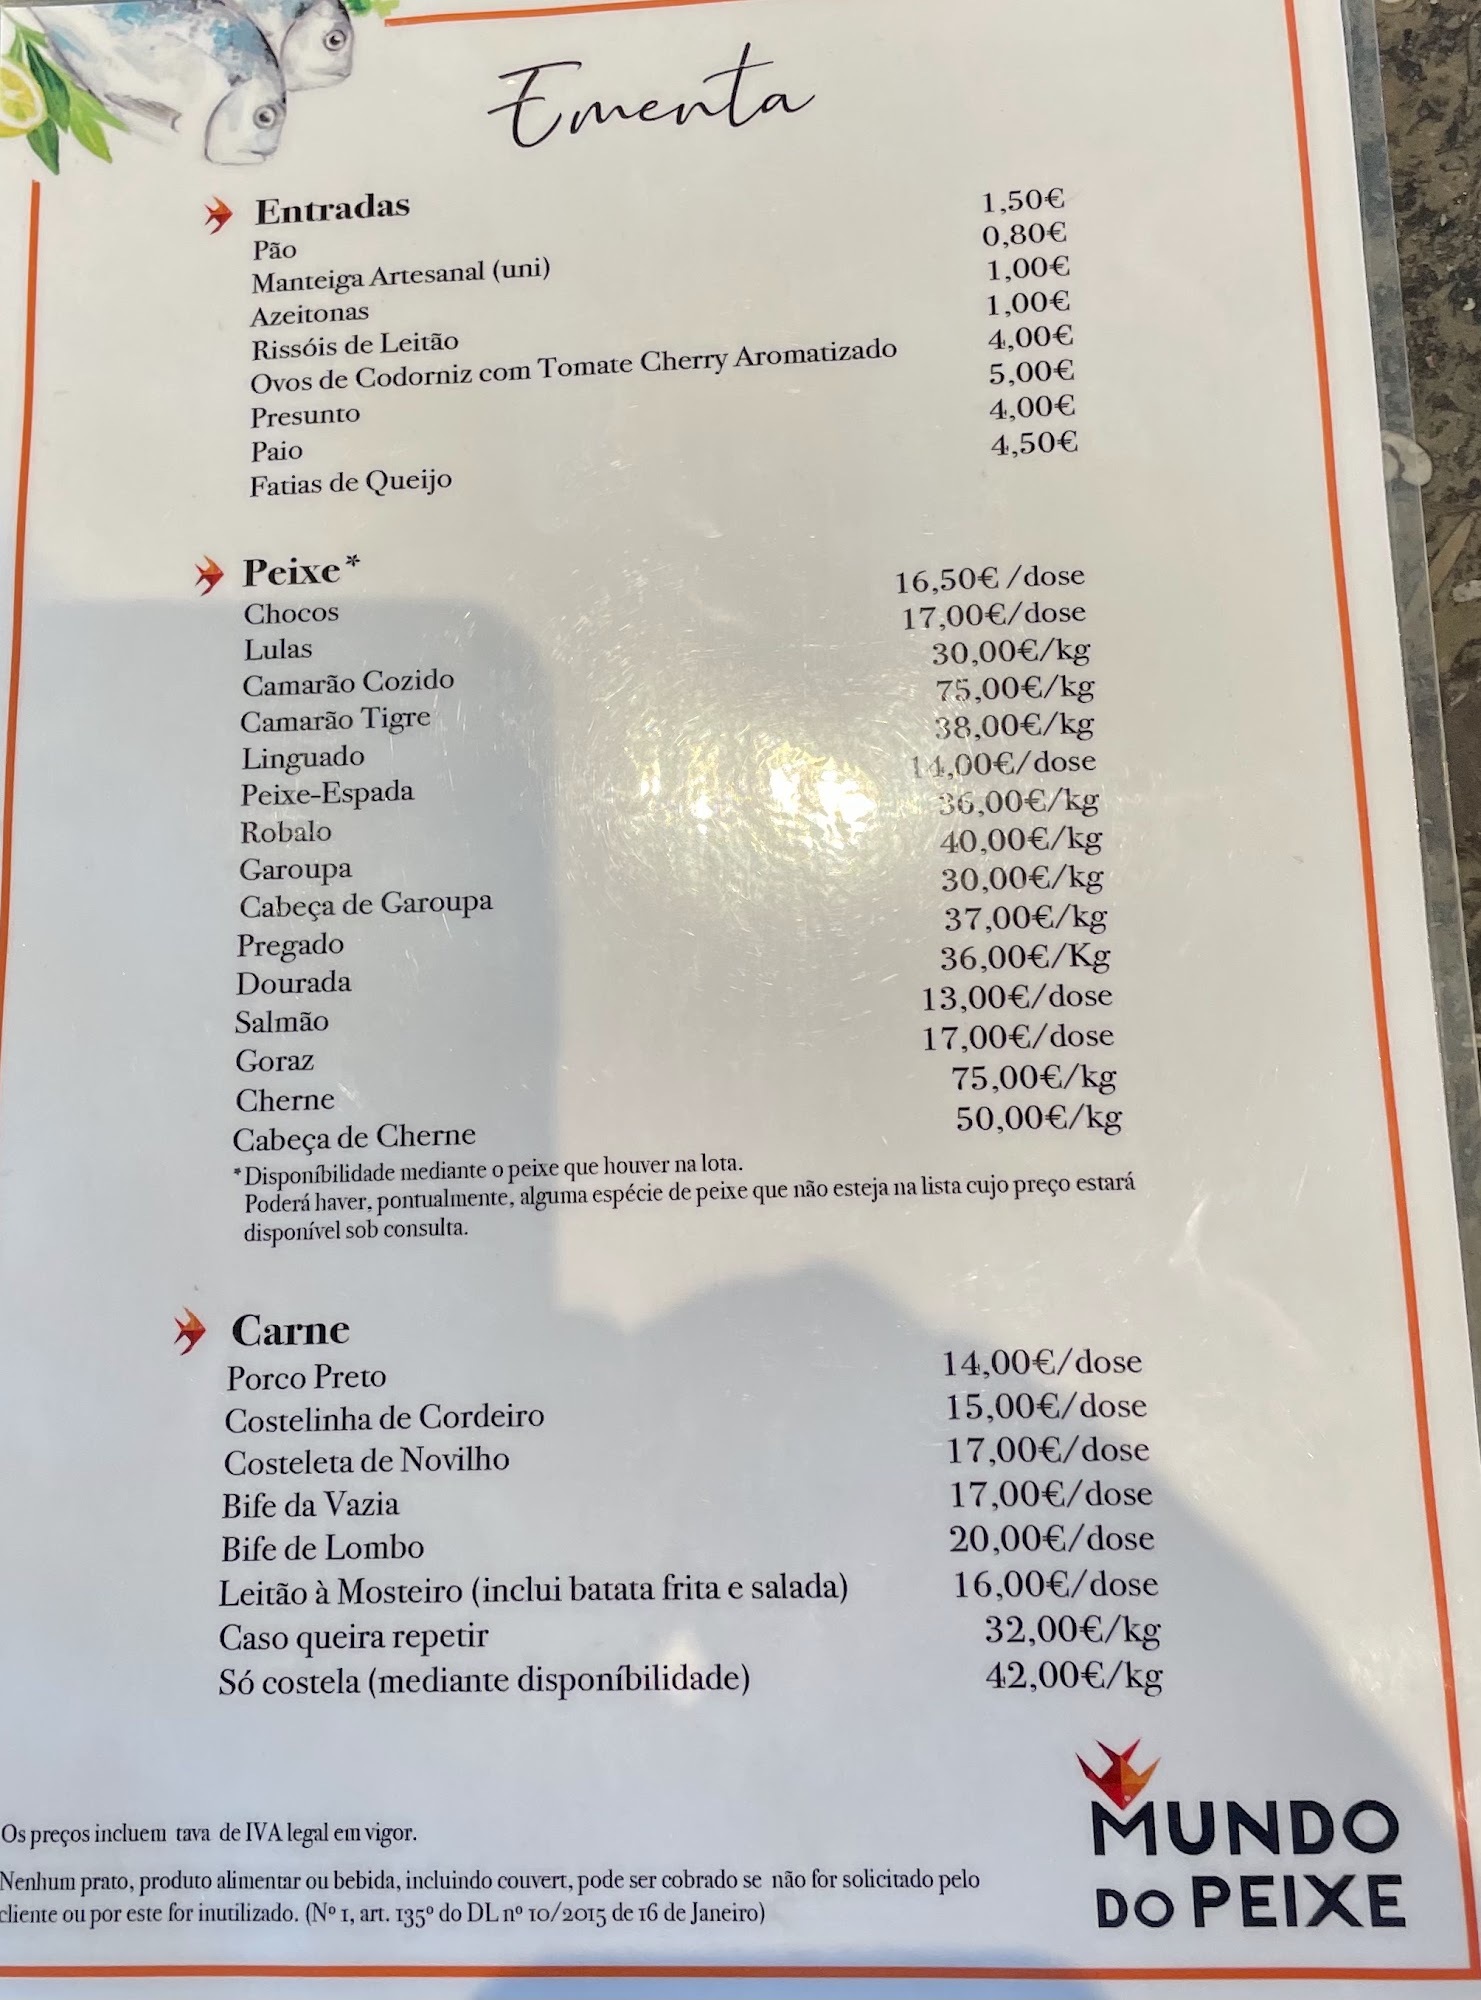 Ementa
Entradas
Pão 1,50€
Manteiga Artesanal (uni) 0,80€
Azeitonas 1,00€
Rissóis de Leitão 1,00€
Ovos de Codorniz com Tomate Cherry Aromatizado 4,00€
Presunto 5,00€
Paio 4,00€
Fatias de Queijo 4,50€
Peixe*
Chocos 16,50€/dose
Lulas 17,00€/dose
Camarão Cozido 30,00€/kg
Camarão Tigre 75,00€/kg
Linguado 38,00€/kg
Peixe-Espada 14,00€/dose
Robalo 36,00€/kg
Garoupa 40,00€/kg
Cabeça de Garoupa 30,00€/kg
Pregado 37,00€/kg
Dourada 36,00€/Kg
Salmão 13,00€/dose
Goraz 17,00€/dose
Cherne 75,00€/kg
Cabeça de Cherne 50,00€/kg
*Disponíbilidade mediante o peixe que houver na lota.
Poderá haver, pontualmente, alguma espécie de peixe que não esteja na lista cujo preço estará
disponível sob consulta.
Carne
Porco Preto 14,00€/dose
Costelinha de Cordeiro 15,00€/dose
Costeleta de Novilho 17,00€/dose
Bife da Vazia 17,00€/dose
Bife de Lombo 20,00€/dose
Leitão à Mosteiro (inclui batata frita e salada) 16,00€/dose
Caso queira repetir 32,00€/kg
Só costela (mediante disponíbilidade) 42,00€/kg
Os preços incluem tava de IVA legal em vigor.
Nenhum prato, produto alimentar ou bebida, incluindo couvert, pode ser cobrado se não for solicitado pelo
cliente ou por este for inutilizado. (Nº 1, art. 135º do DL nº 10/2015 de 16 de Janeiro)
MUNDO
DO PEIXE